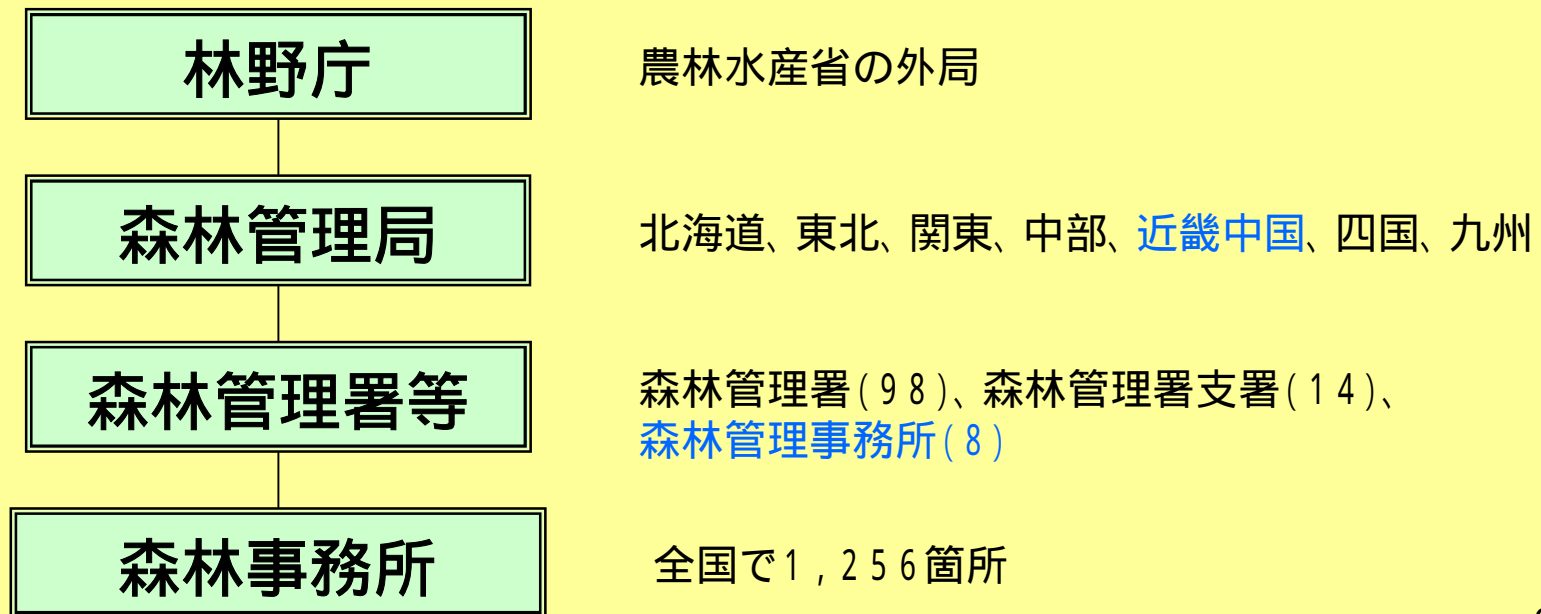 林野庁
農林水産省の外局
森林管理局
北海道、東北、関東、中部、近畿中国、四国、九州
森林管理署等
森林管理署(98)、森林管理署支署(14)、
森林管理事務所(8)
森林事務所
全国で1,256箇所